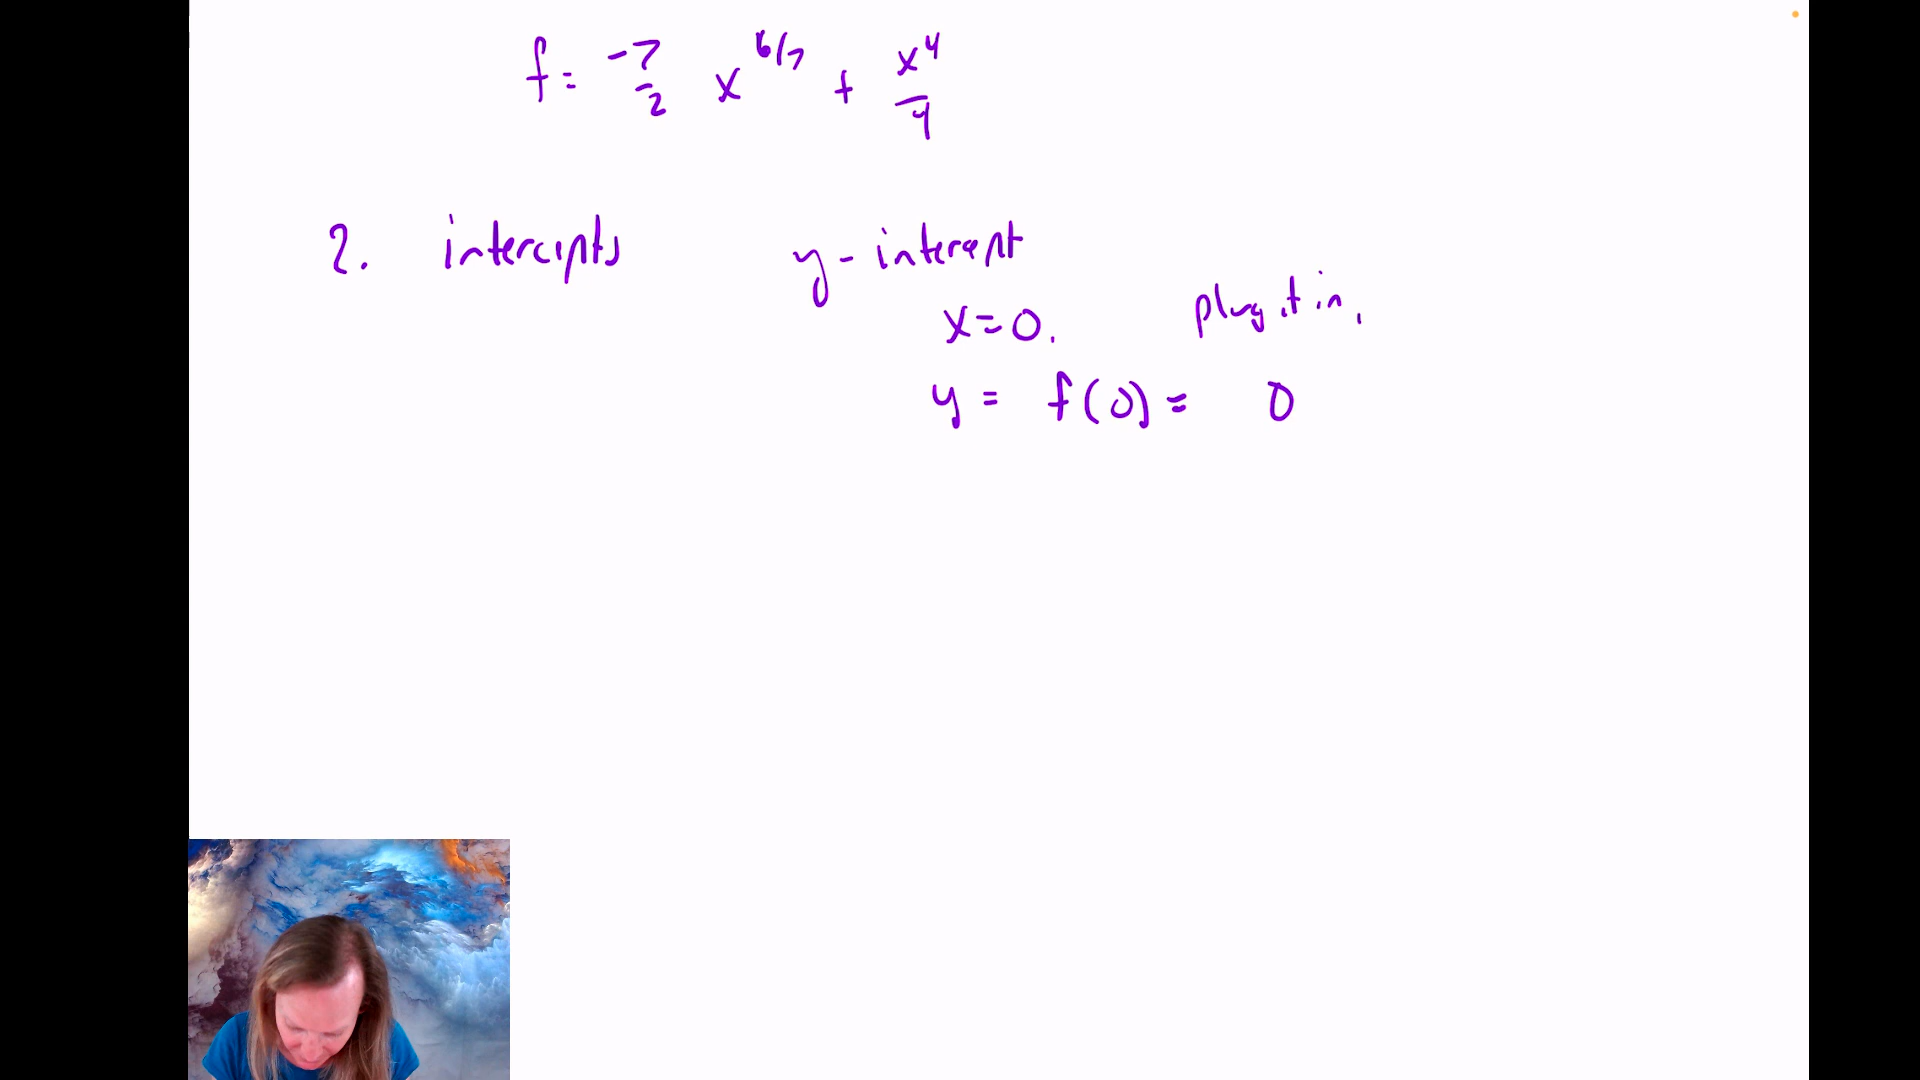 f = -7/2 x^6/7 + x^4/4
2. intercepts y-intercept
x=0. plug it in.
y = f(0) = 0